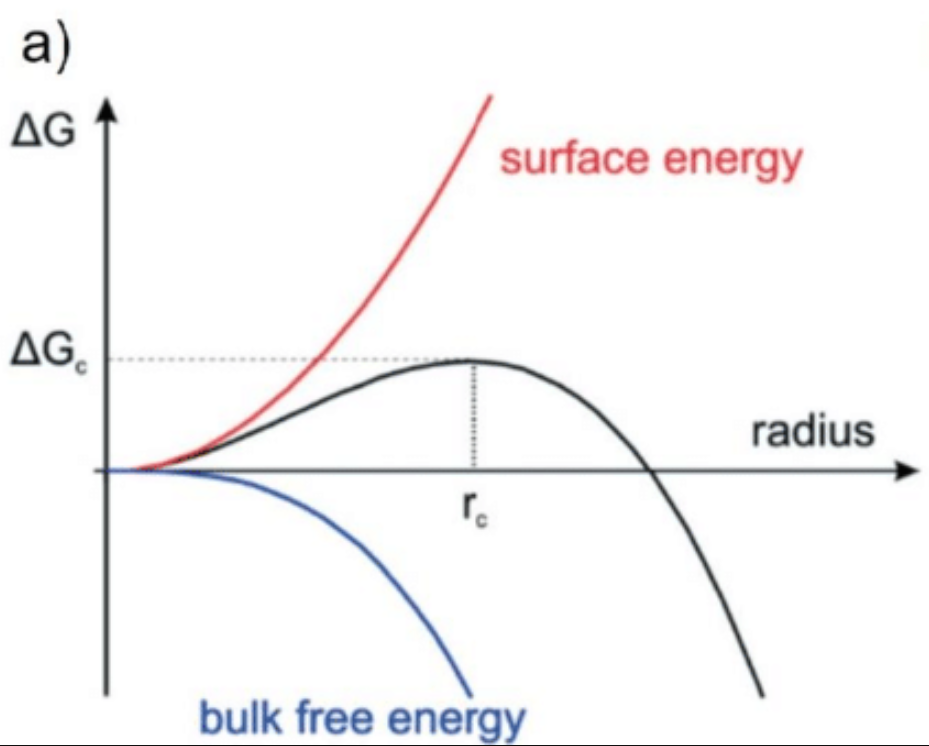 a)
ΔG
surface energy
ΔGc
radius
rc
bulk free energy